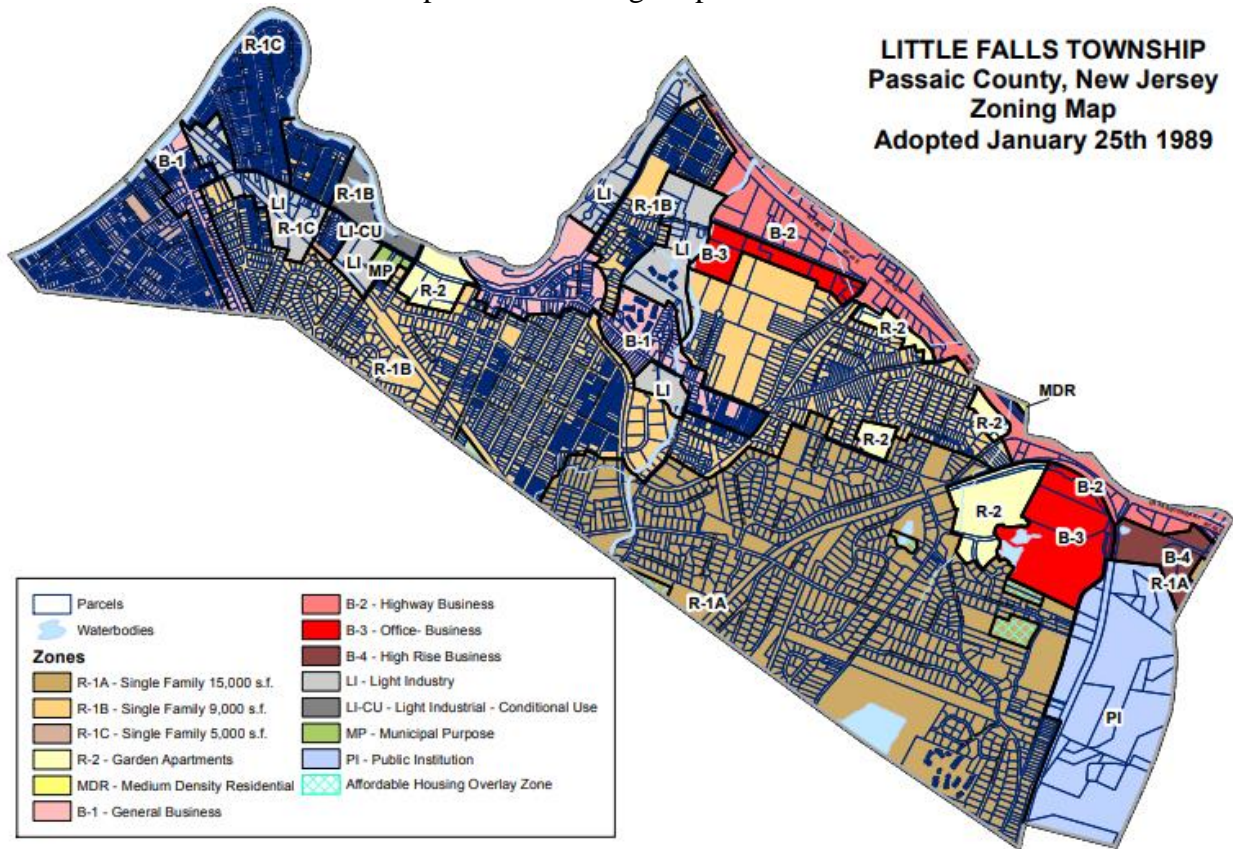 LITTLE FALLS TOWNSHIP
Passaic County, New Jersey
Zoning Map
Adopted January 25th 1989
R-1C
B-1
LI
R-1C
R-1B
LI-CU
LI
MP
R-2
R-1B
LI
R-1B
LI
B-3
B-2
B-1
LI
R-2
MDR
R-2
R-2
R-2
B-2
B-3
B-4
R-1A
R-1A
PI
Parcels
Waterbodies
Zones
R-1A - Single Family 15,000 s.f.
R-1B - Single Family 9,000 s.f.
R-1C - Single Family 5,000 s.f.
R-2 - Garden Apartments
MDR - Medium Density Residential
B-1 - General Business
B-2 - Highway Business
B-3 - Office- Business
B-4 - High Rise Business
LI - Light Industry
LI-CU - Light Industrial - Conditional Use
MP - Municipal Purpose
PI - Public Institution
Affordable Housing Overlay Zone